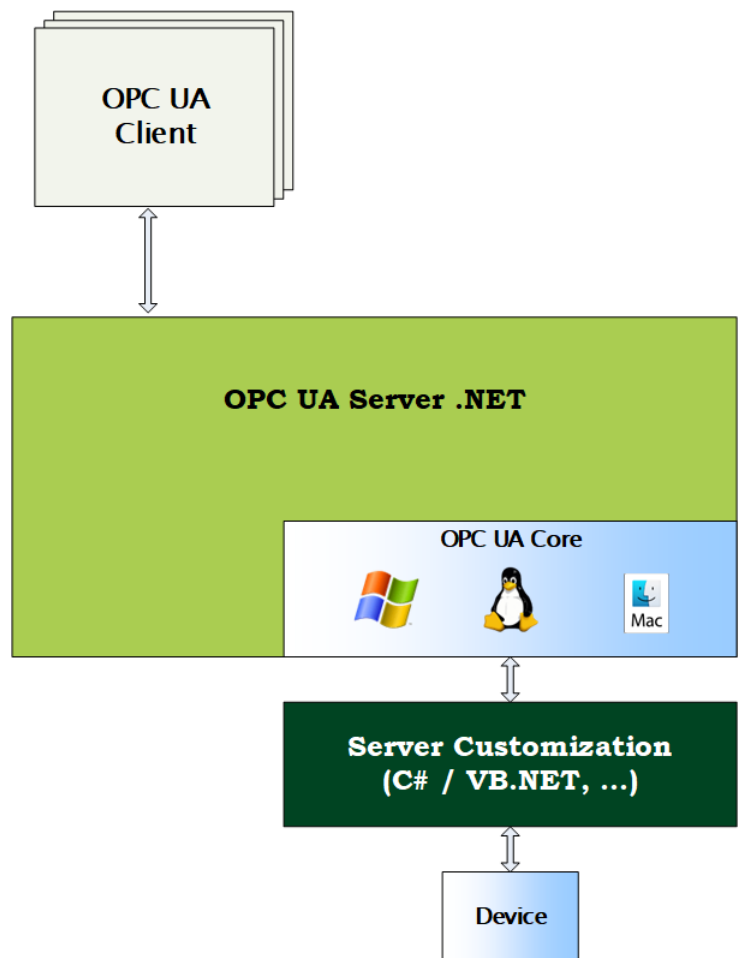 OPC UA
Client
OPC UA Server .NET
OPC UA Core
Mac
Server Customization
(C# / VB.NET, ...)
Device